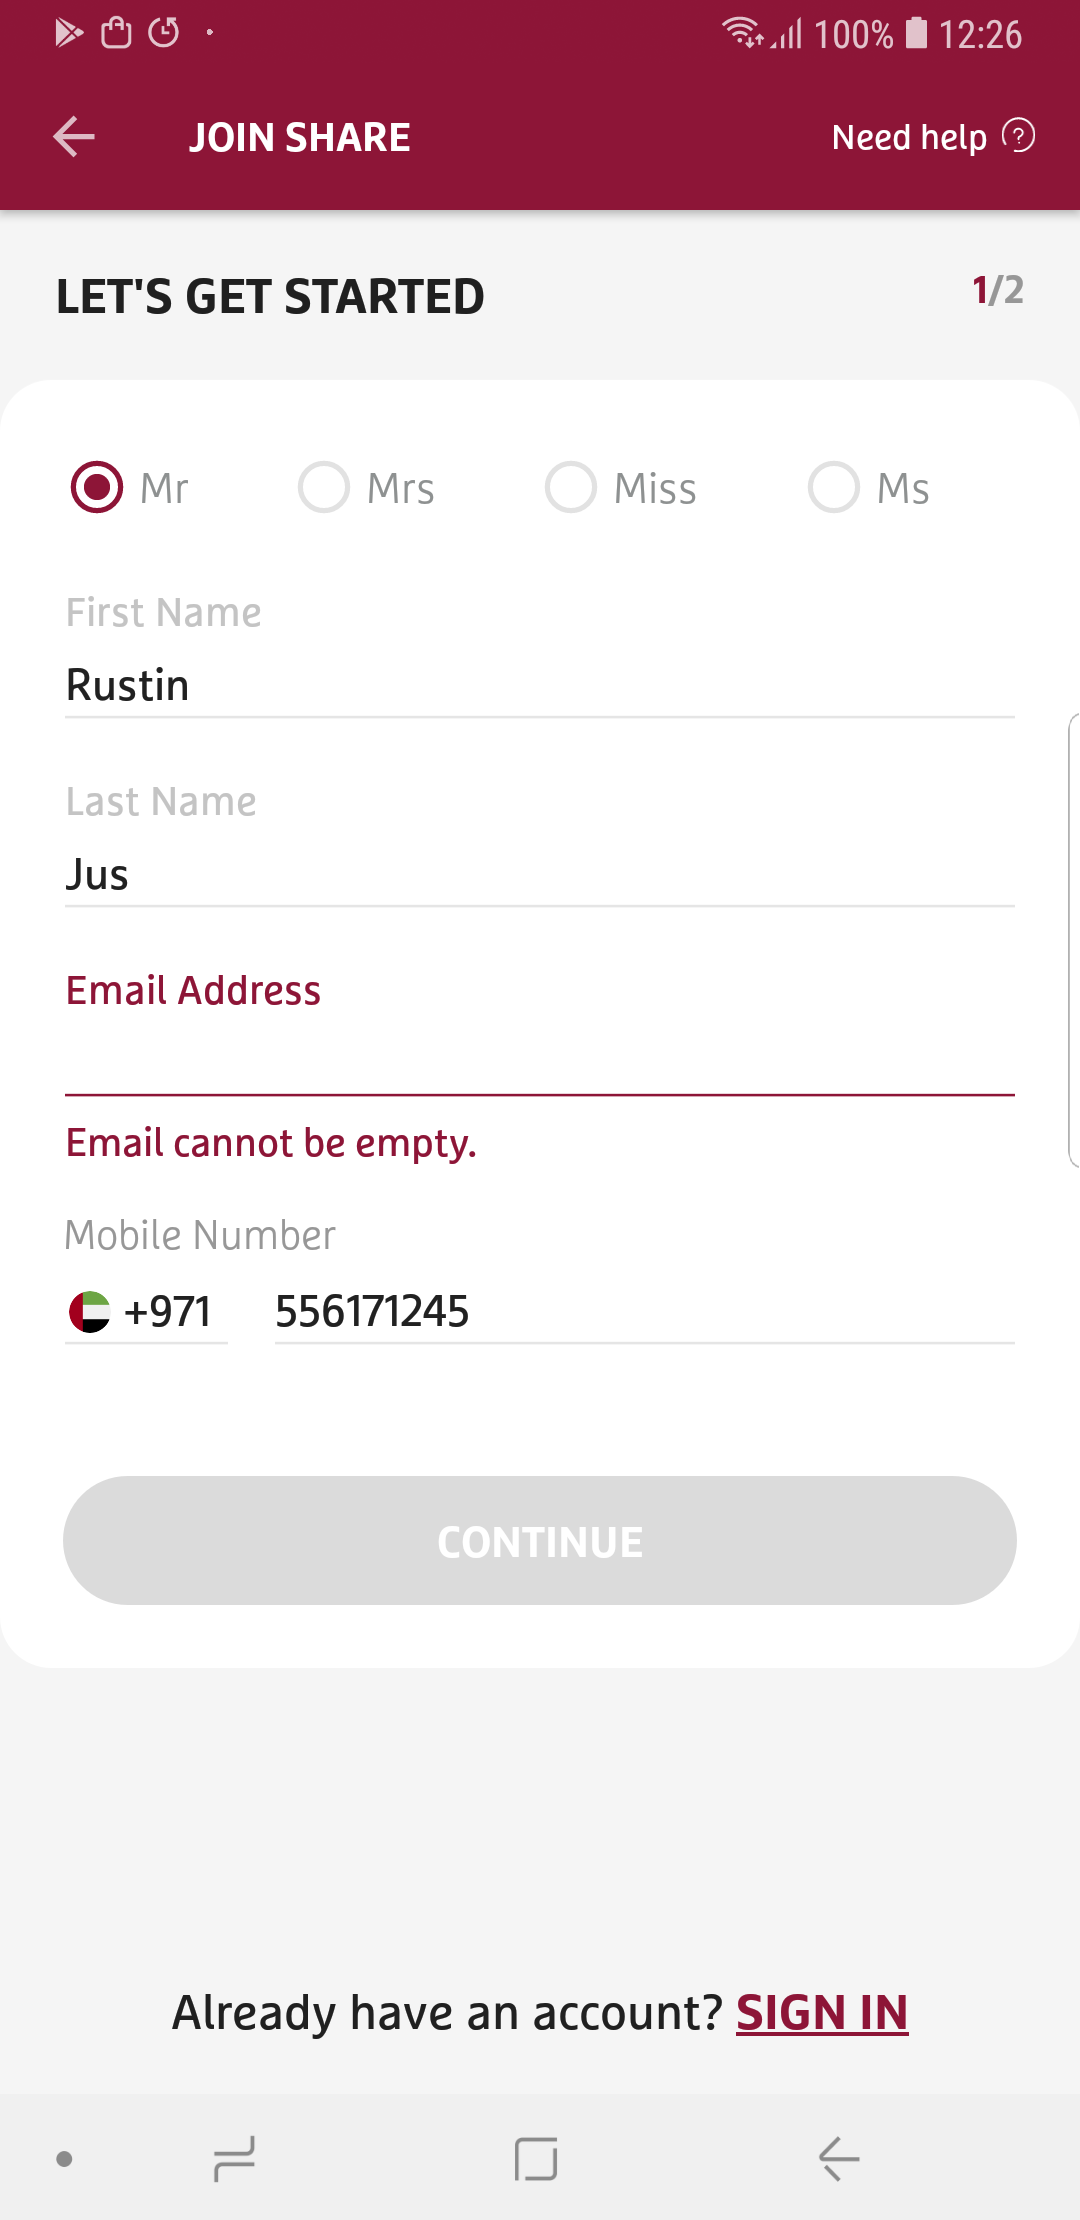 100% 12:26
JOIN SHARE Need help ?
LET'S GET STARTED 1/2
Mr Mrs Miss Ms
First Name
Rustin
Last Name
Jus
Email Address
Email cannot be empty.
Mobile Number
+971 556171245
CONTINUE
Already have an account? SIGN IN